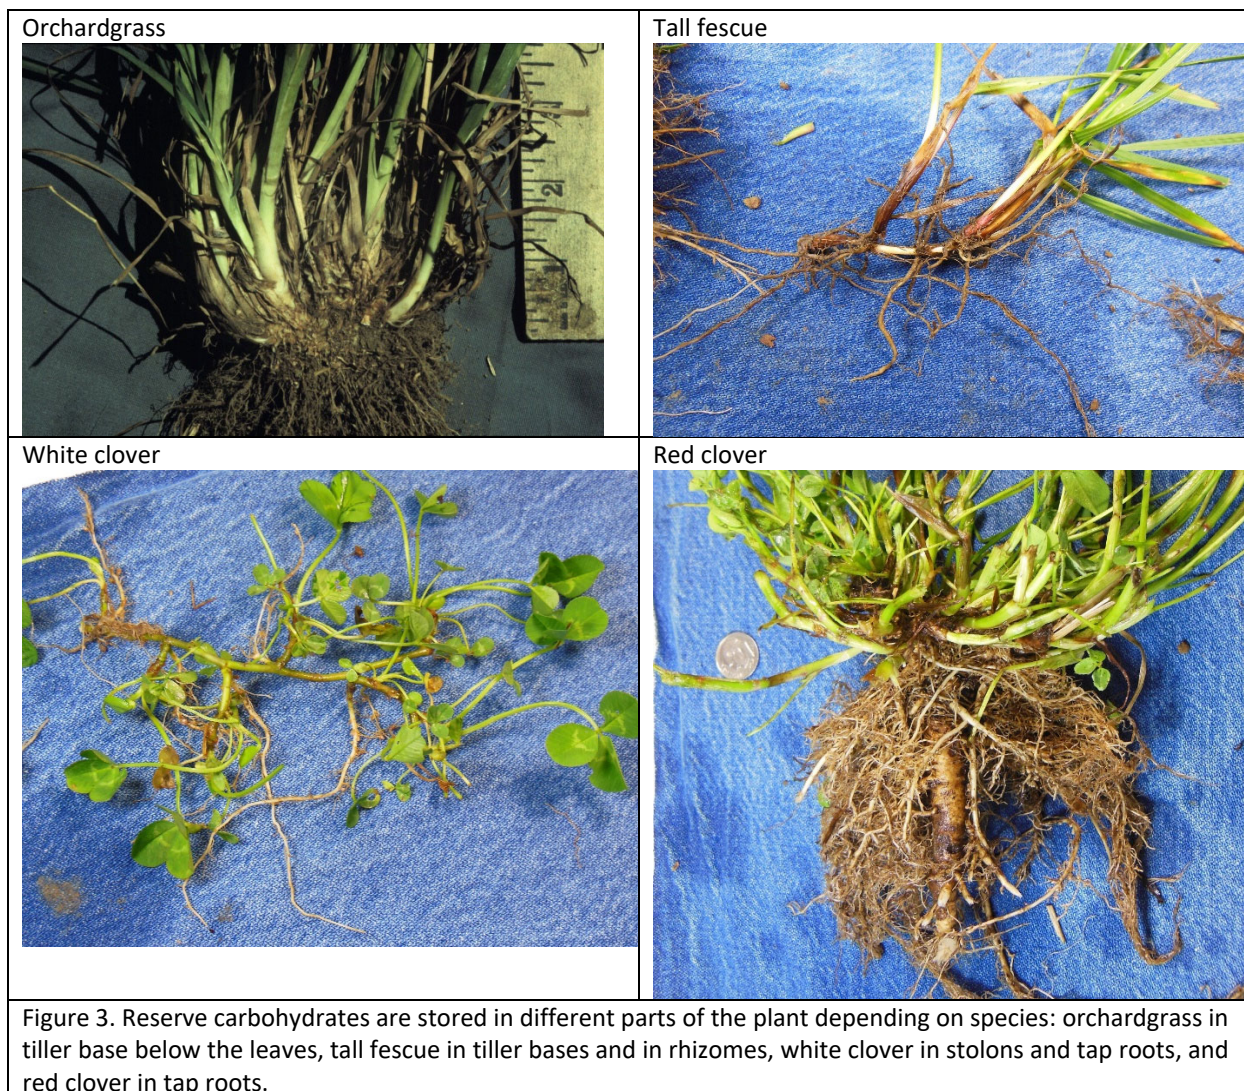 Orchardgrass
Tall fescue
2
White clover
Red clover
Figure 3. Reserve carbohydrates are stored in different parts of the plant depending on species: orchardgrass in
tiller base below the leaves, tall fescue in tiller bases and in rhizomes, white clover in stolons and tap roots, and
red clover in tap roots.